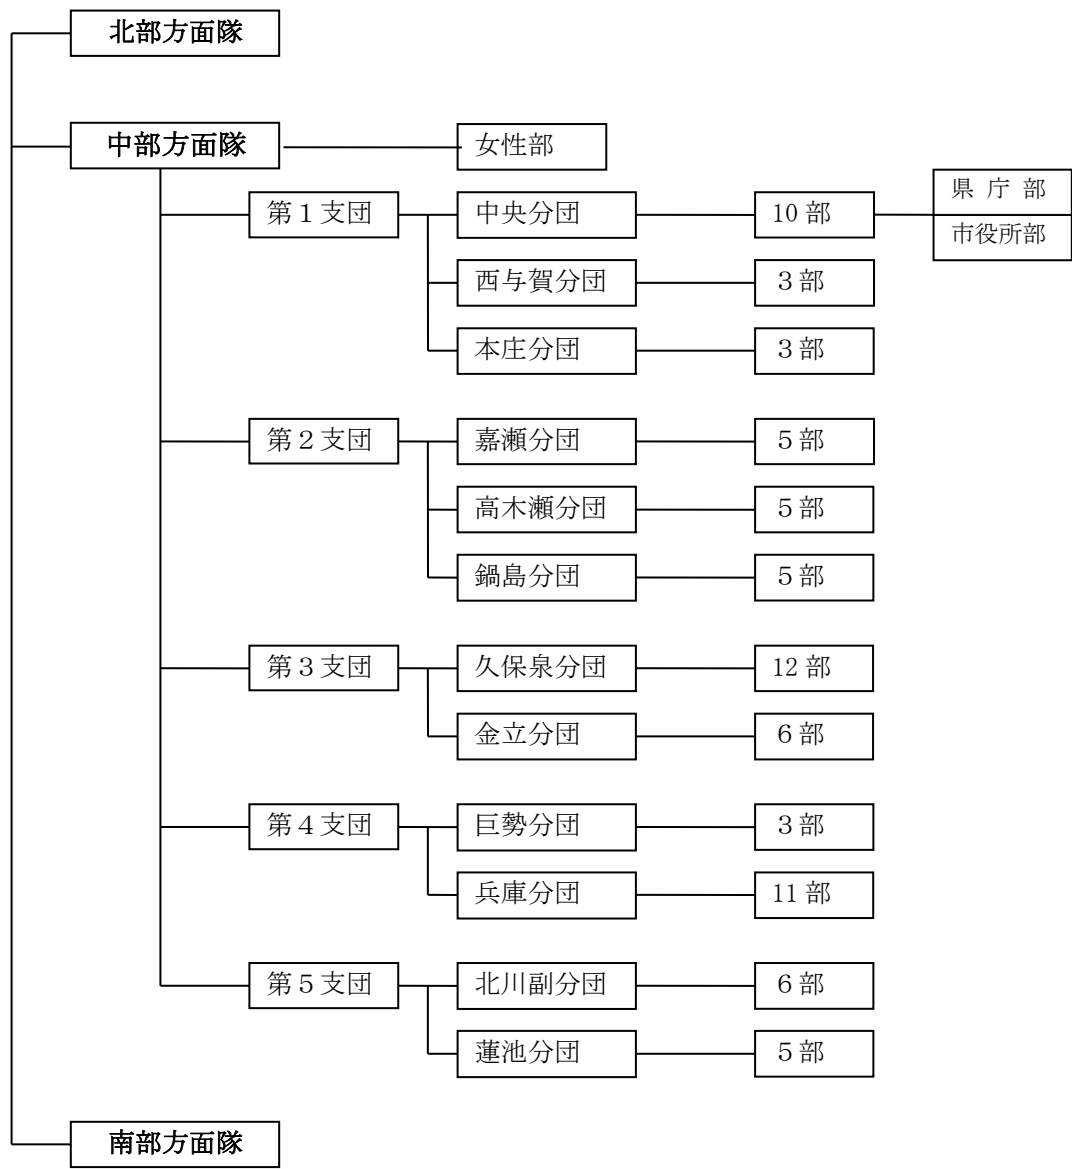 北部方面隊
中部方面隊
女性部
第１支団
中央分団
10 部
県 庁 部
市役所部
西与賀分団
３部
本庄分団
３部
第２支団
嘉瀬分団
５部
高木瀬分団
５部
鍋島分団
５部
第３支団
久保泉分団
12 部
金立分団
６部
第４支団
巨勢分団
３部
兵庫分団
11 部
第５支団
北川副分団
６部
蓮池分団
５部
南部方面隊